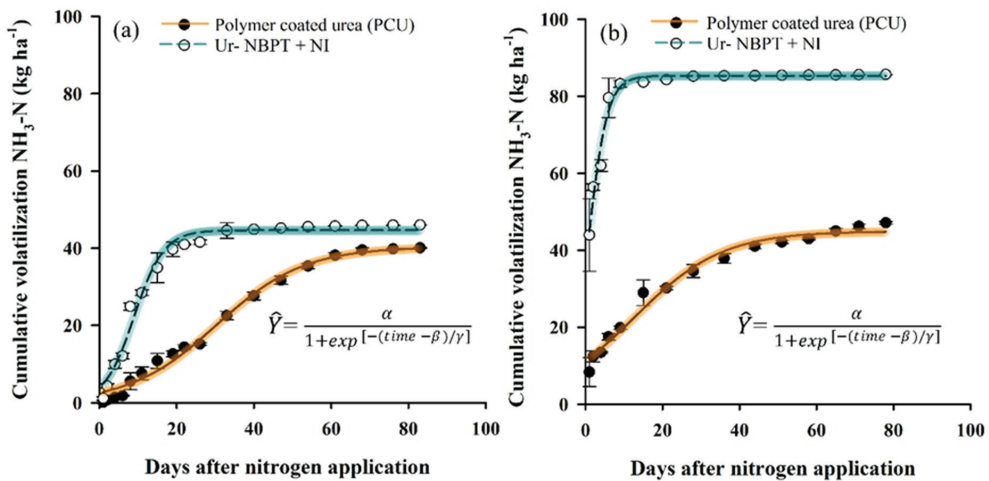 (a)
Polymer coated urea (PCU)
Ur- NBPT + NI
Cumulative volatilization NH₃-N (kg ha⁻¹)
100
80
60
40
20
0
Ŷ = α / 1+exp^[-(time -β)/γ]
0 20 40 60 80 100
Days after nitrogen application
(b)
Polymer coated urea (PCU)
Ur- NBPT + NI
Cumulative volatilization NH₃-N (kg ha⁻¹)
100
80
60
40
20
0
Ŷ = α / 1+exp^[-(time -β)/γ]
0 20 40 60 80 100
Days after nitrogen application